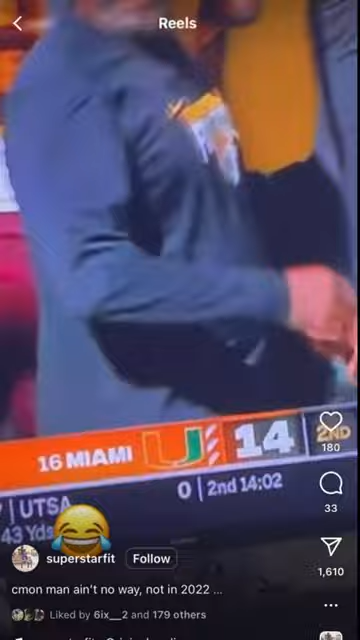 Reels
16 MIAMI
14
2ND
180
| UTSA
0 | 2nd 14:02
43 Yds
33
superstarfit
Follow
cmon man ain't no way, not in 2022 ...
1,610
Liked by 6ix__2 and 179 others